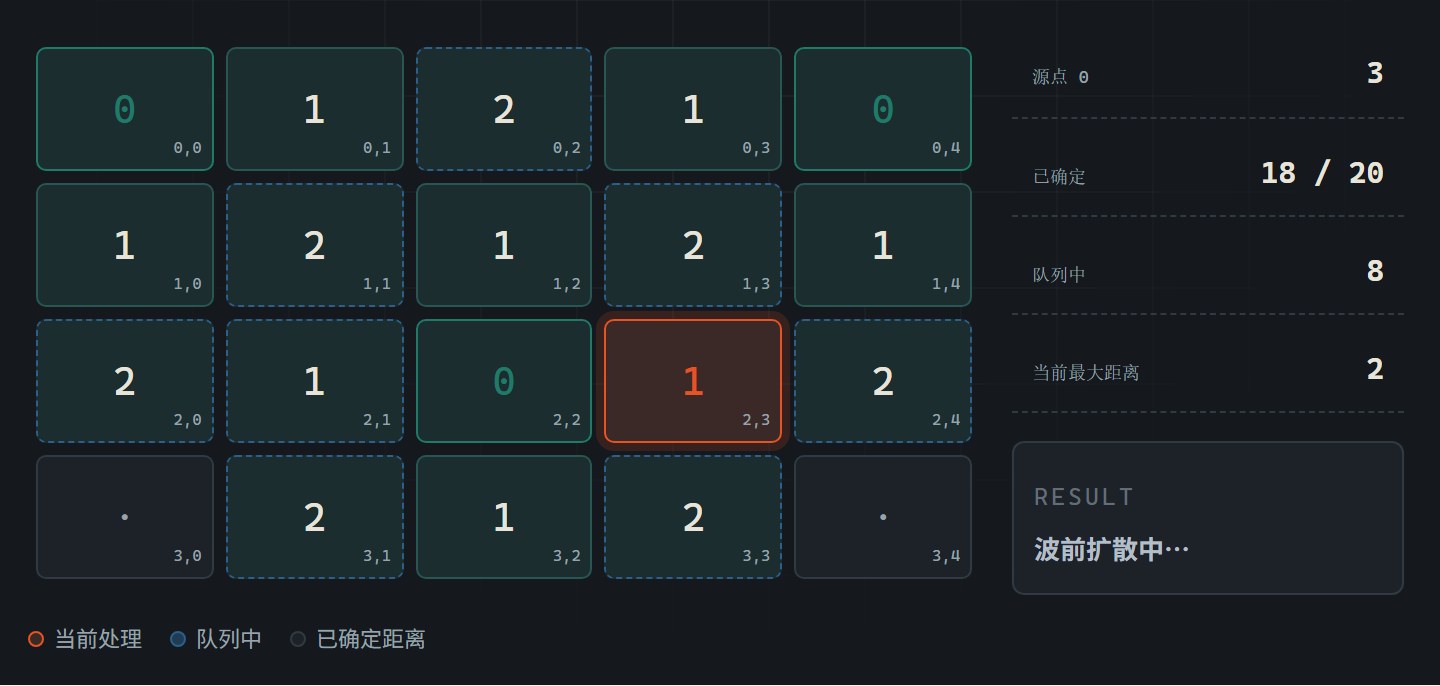 0 1 2 1 0
0,0 0,1 0,2 0,3 0,4
1 2 1 2 1
1,0 1,1 1,2 1,3 1,4
2 1 0 1 2
2,0 2,1 2,2 2,3 2,4
· 2 1 2 ·
3,0 3,1 3,2 3,3 3,4
源点 0 3
已确定 18 / 20
队列中 8
当前最大距离 2
RESULT
波前扩散中…
当前处理 队列中 已确定距离